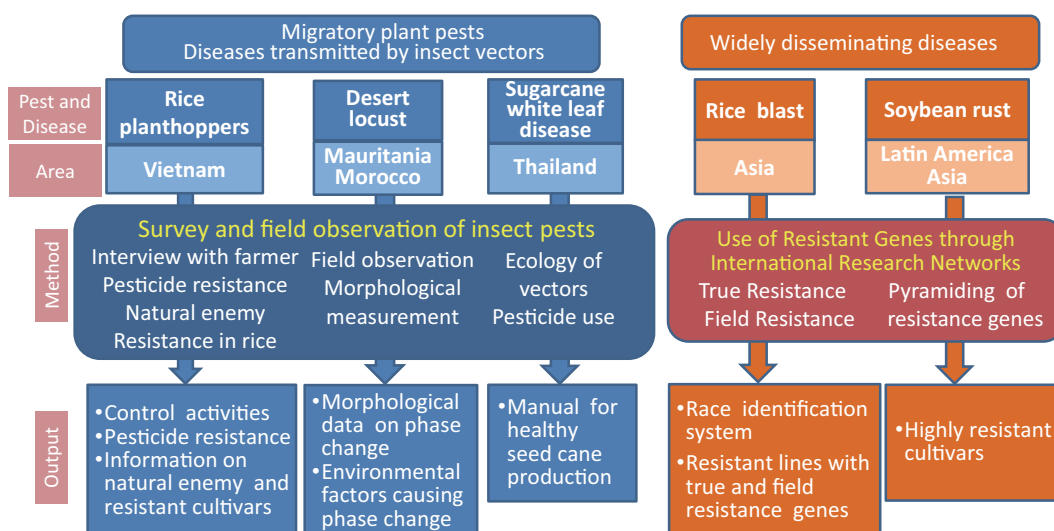 Migratory plant pests
Diseases transmitted by insect vectors
Widely disseminating diseases
Pest and
Disease
Rice
planthoppers
Desert
locust
Sugarcane
white leaf
disease
Rice blast
Soybean rust
Area
Vietnam
Mauritania
Morocco
Thailand
Asia
Latin America
Asia
Method
Survey and field observation of insect pests
Interview with farmer
Pesticide resistance
Natural enemy
Resistance in rice
Field observation
Morphological
measurement
Ecology of
vectors
Pesticide use
Use of Resistant Genes through
International Research Networks
True Resistance
Field Resistance
Pyramiding of
resistance genes
Output
•Control activities
•Pesticide resistance
•Information on
natural enemy and
resistant cultivars
•Morphological
data on phase
change
•Environmental
factors causing
phase change
•Manual for
healthy
seed cane
production
•Race identification
system
•Resistant lines with
true and field
resistance genes
•Highly resistant
cultivars